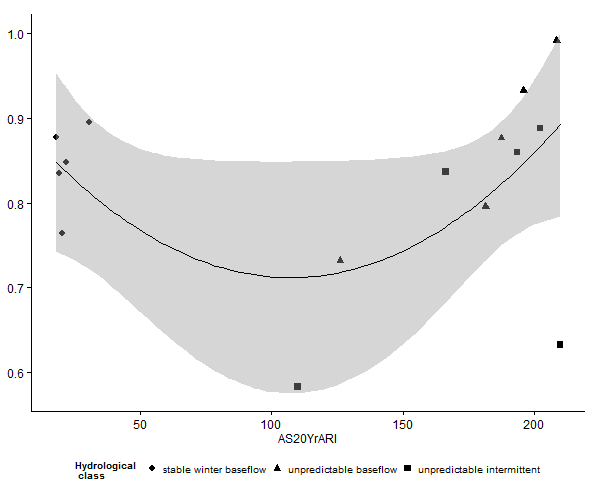 1.0
0.9
0.8
0.7
0.6
50 100 150 200
AS20YrARI
Hydrological
class
stable winter baseflow unpredictable baseflow unpredictable intermittent